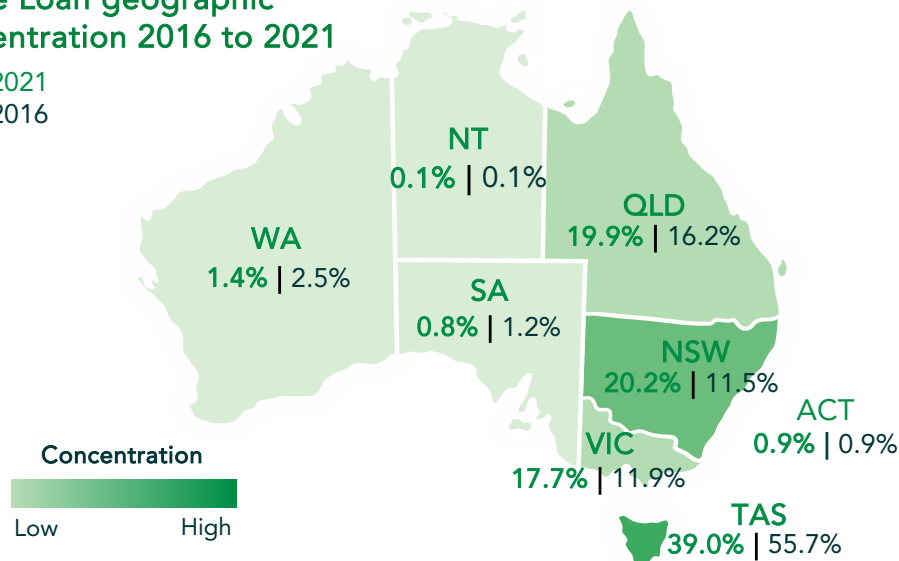 Loan geographic
2016 to 2021
2021
2016
NT
0.1% | 0.1%
QLD
19.9% | 16.2%
WA
1.4% | 2.5%
SA
0.8% | 1.2%
NSW
20.2% | 11.5%
ACT
0.9% | 0.9%
VIC
17.7% | 11.9%
Concentration
Low High
TAS
39.0% | 55.7%